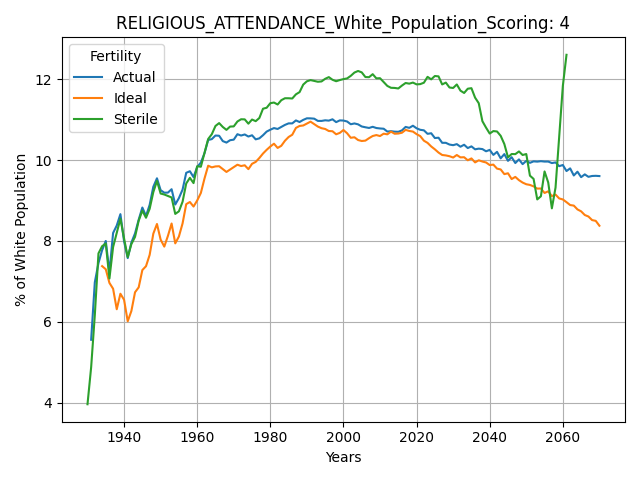 RELIGIOUS_ATTENDANCE_White_Population_Scoring: 4
Fertility
Actual
Ideal
Sterile
% of White Population
12
10
8
6
4
1940 1960 1980 2000 2020 2040 2060
Years